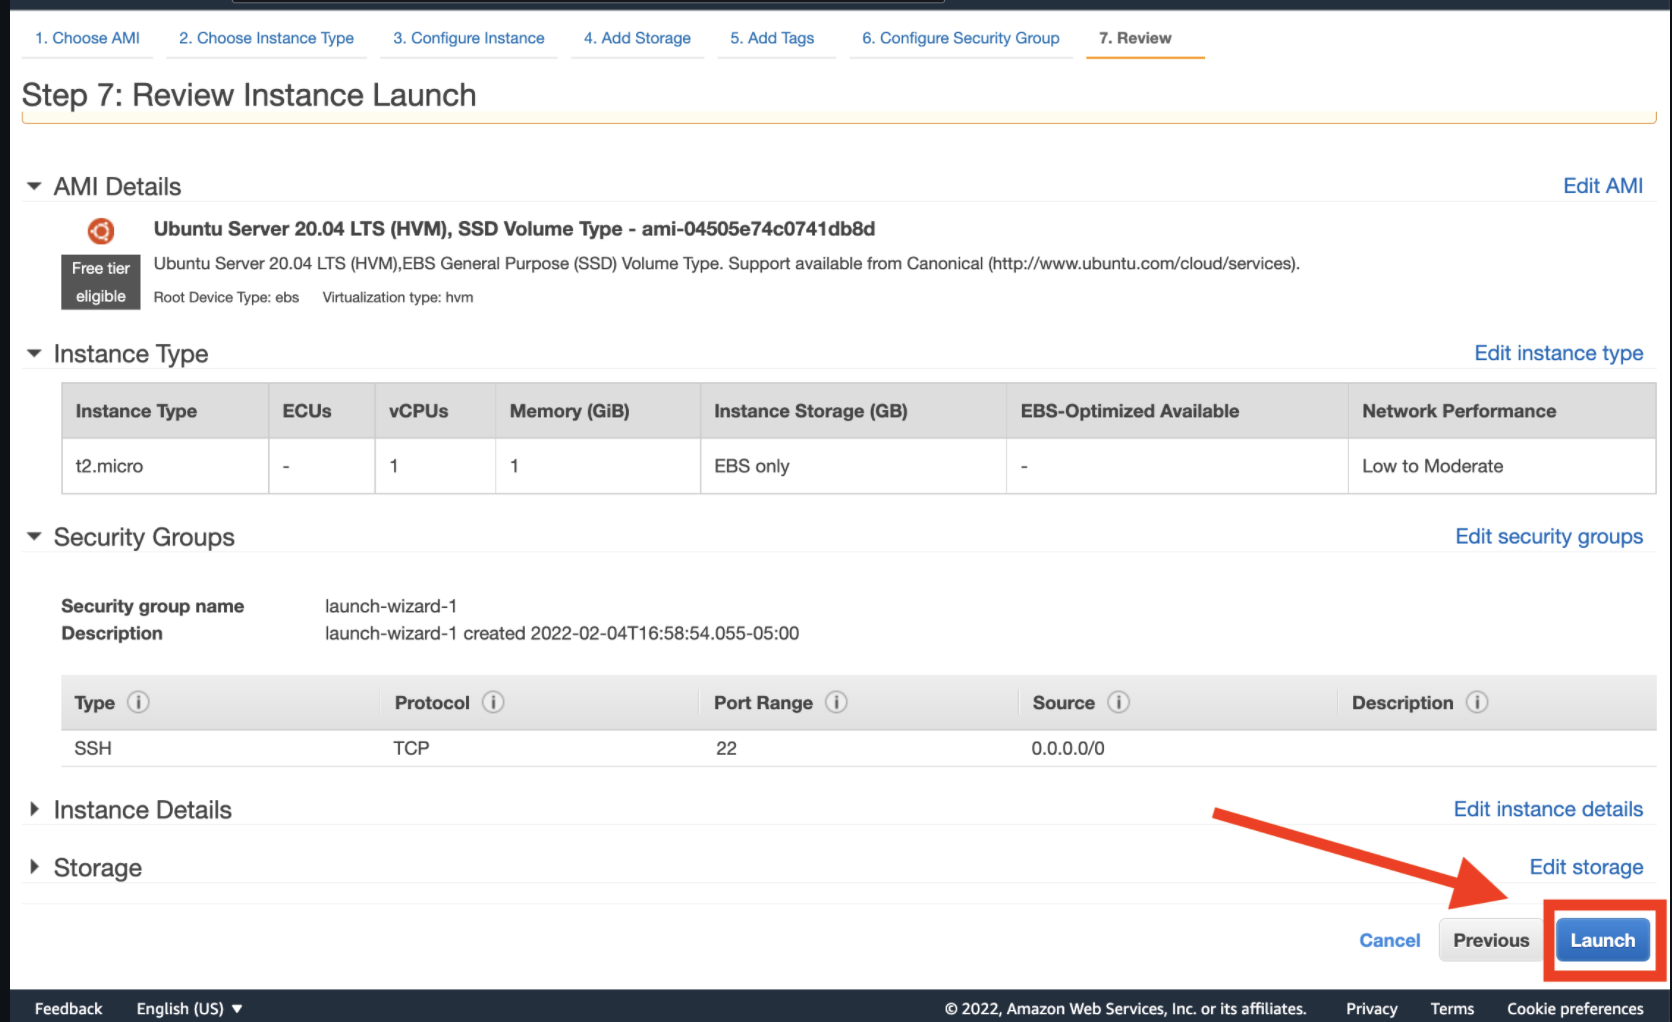 1. Choose AMI 2. Choose Instance Type 3. Configure Instance 4. Add Storage 5. Add Tags 6. Configure Security Group 7. Review
Step 7: Review Instance Launch
AMI Details Edit AMI
Ubuntu Server 20.04 LTS (HVM), SSD Volume Type - ami-04505e74c0741db8d
Free tier
eligible
Ubuntu Server 20.04 LTS (HVM),EBS General Purpose (SSD) Volume Type. Support available from Canonical (http://www.ubuntu.com/cloud/services).
Root Device Type: ebs Virtualization type: hvm
Instance Type Edit instance type
Instance Type ECUs vCPUs Memory (GiB) Instance Storage (GB) EBS-Optimized Available Network Performance
t2.micro - 1 1 EBS only - Low to Moderate
Security Groups Edit security groups
Security group name launch-wizard-1
Description launch-wizard-1 created 2022-02-04T16:58:54.055-05:00
Type i Protocol i Port Range i Source i Description i
SSH TCP 22 0.0.0.0/0
Instance Details Edit instance details
Storage Edit storage
Cancel Previous Launch
Feedback English (US) © 2022, Amazon Web Services, Inc. or its affiliates. Privacy Terms Cookie preferences